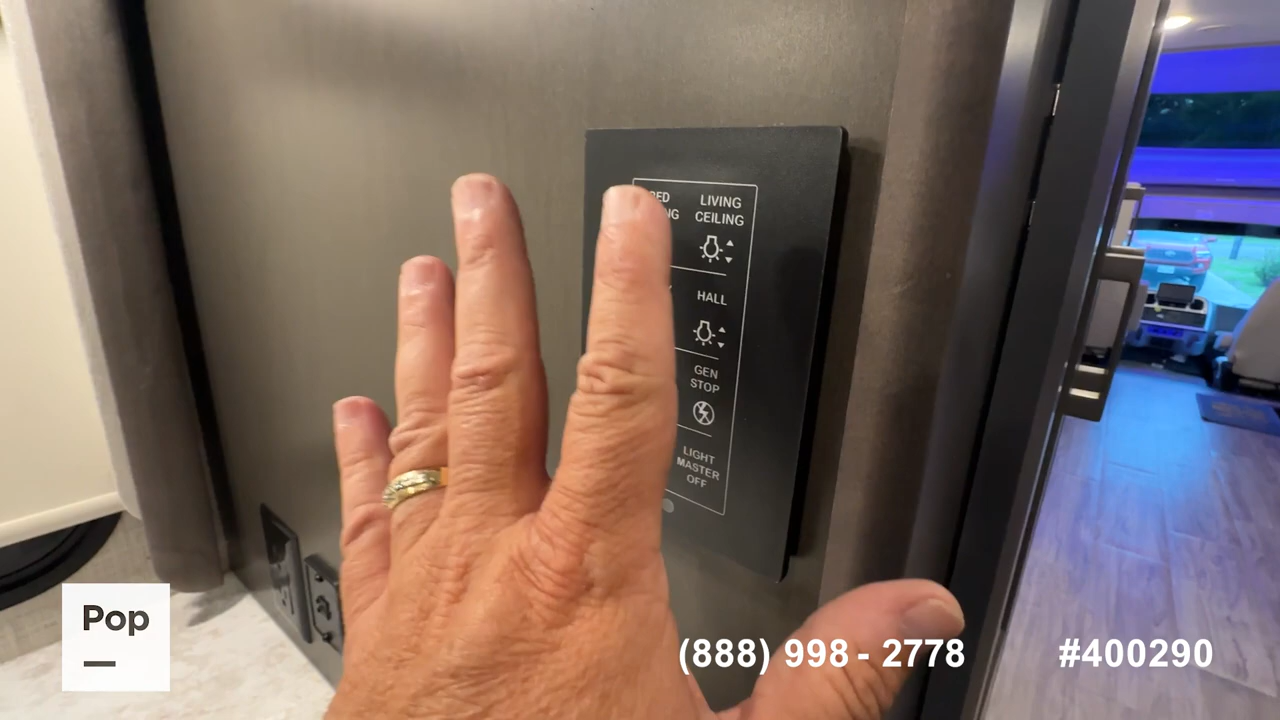 LIVING
CEILING
HALL
GEN
STOP
LIGHT
MASTER
OFF
Pop
(888) 998 - 2778
#400290